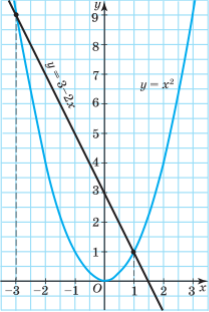 y
9
8
7
6
5
4
3
2
1
y = 3–2x
y = x²
–3 –2 –1 O 1 2 3 x